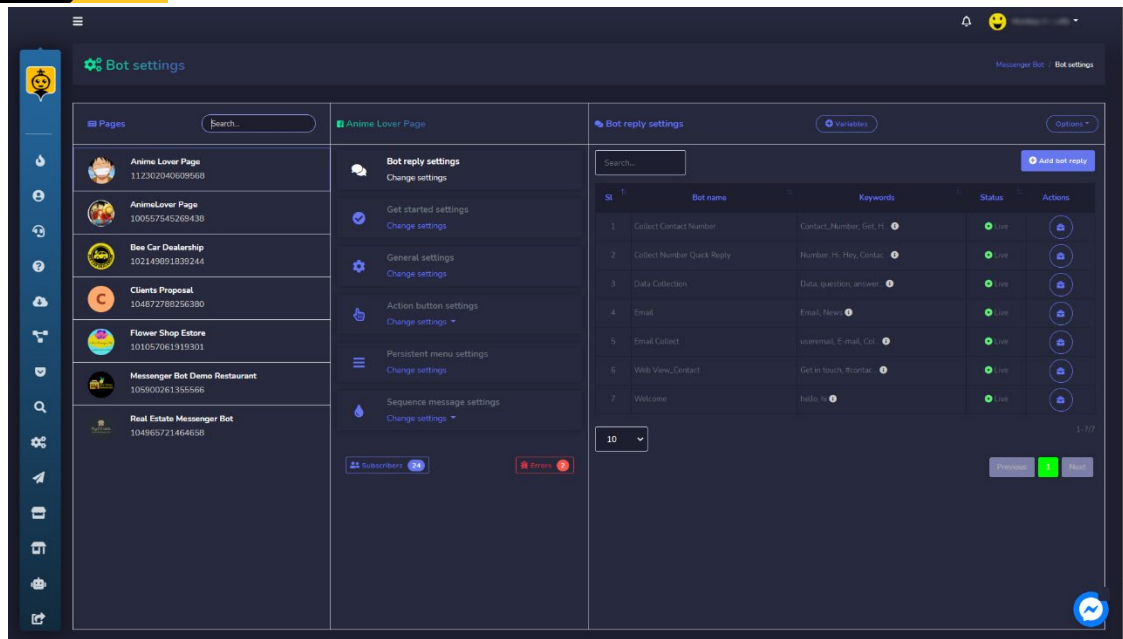 Bot settings
Messenger Bot / Bot settings
Pages
Search...
Anime Lover Page
112302040609568
AnimeLover Page
100557545269438
Bee Car Dealership
102149891839244
C
Clients Proposal
104872788256380
Flower Shop Estore
101057061919301
Messenger Bot Demo Restaurant
105900261355566
Real Estate Messenger Bot
104965721464658
Anime Lover Page
Bot reply settings
Change settings
Get started settings
Change settings
General settings
Change settings
Action button settings
Change settings
Persistent menu settings
Change settings
Sequence message settings
Change settings
Subscribers 24
Errors 2
Bot reply settings
Variables
Options
Search...
Add bot reply
Sl Bot name Keywords Status Actions
1 Collect Contact Number Contact_Number, Get, H... Live
2 Collect Number Quick Reply Number, Hi, Hey, Contac... Live
3 Data Collection Data, question, answer... Live
4 Email Email, News Live
5 Email Collect useremail, E-mail, Col... Live
6 Web View_Contact Get in touch, #contac... Live
7 Welcome hello, hi Live
10
1-7/7
Previous 1 Next